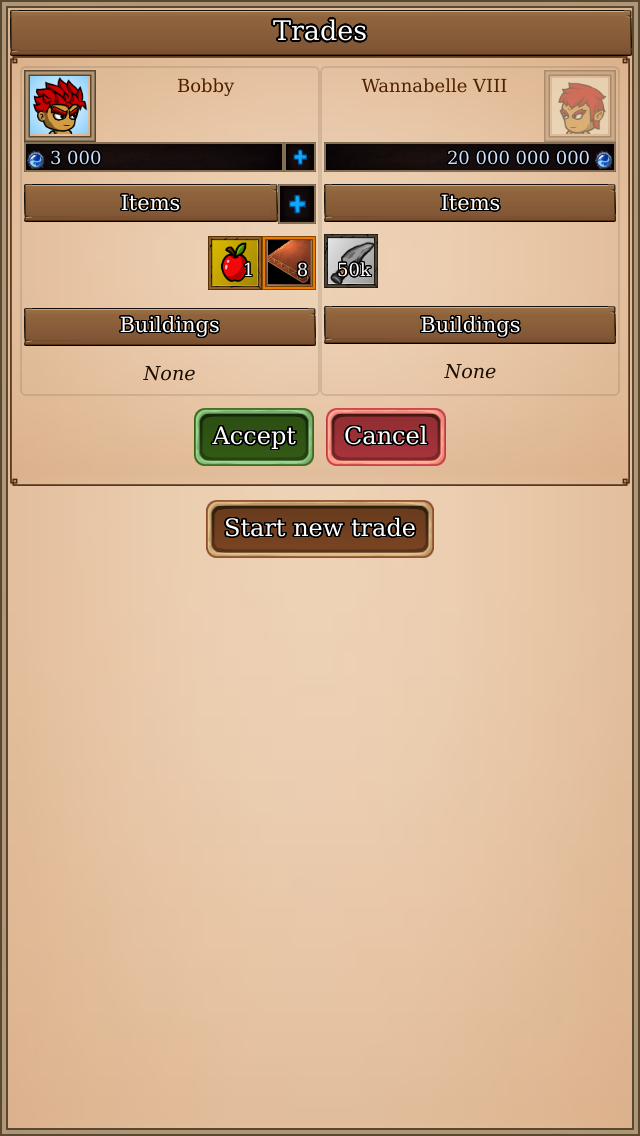 Trades
Bobby
Wannabelle VIII
3 000
20 000 000 000
Items
Items
1
8
50k
Buildings
Buildings
None
None
Accept
Cancel
Start new trade